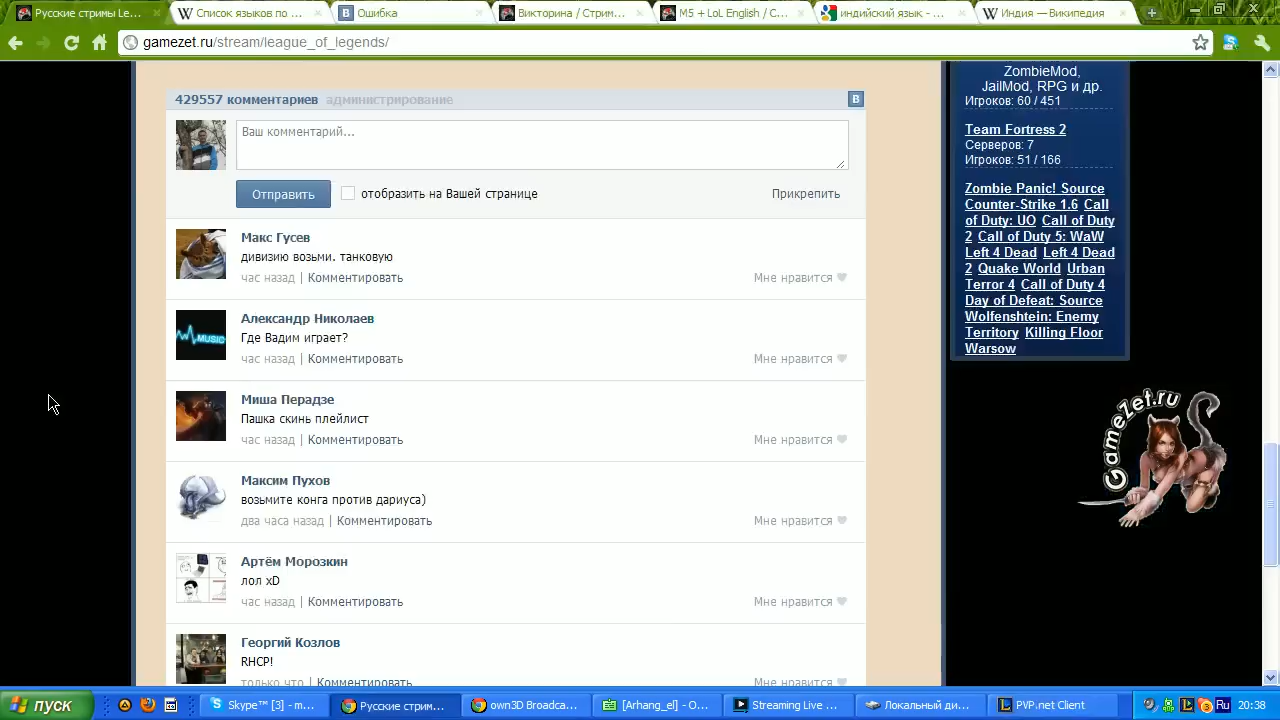 Русские стримы Le...
Список языков по ...
Ошибка
Викторина / Стрим...
M5 + LoL English / С...
индийский язык - ...
Индия — Википедия
gamezet.ru/stream/league_of_legends/
429557 комментариев администрирование
B
Ваш комментарий...
Отправить
отобразить на Вашей странице
Прикрепить
Макс Гусев
дивизию возьми. танковую
час назад | Комментировать
Мне нравится
MUSIC
Александр Николаев
Где Вадим играет?
час назад | Комментировать
Мне нравится
Миша Перадзе
Пашка скинь плейлист
час назад | Комментировать
Мне нравится
Максим Пухов
возьмите конга против дариуса)
два часа назад | Комментировать
Мне нравится
Артём Морозкин
лол xD
час назад | Комментировать
Мне нравится
Георгий Козлов
RHCP!
только что | Комментировать
Мне нравится
ZombieMod,
JailMod, RPG и др.
Игроков: 60 / 451
Team Fortress 2
Серверов: 7
Игроков: 51 / 166
Zombie Panic! Source
Counter-Strike 1.6 Call
of Duty: UO Call of Duty
2 Call of Duty 5: WaW
Left 4 Dead Left 4 Dead
2 Quake World Urban
Terror 4 Call of Duty 4
Day of Defeat: Source
Wolfenshtein: Enemy
Territory Killing Floor
Warsow
GameZet.ru
пуск
Skype™ [3] - m...
Русские стрим...
own3D Broadca...
[Arhang_el] - O...
Streaming Live ...
Локальный ди...
PVP.net Client
Ru
20:38